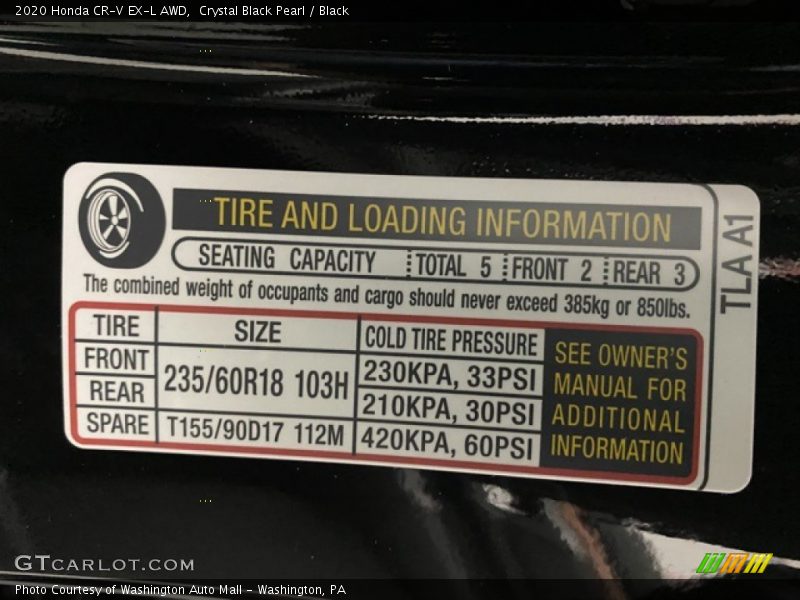 2020 Honda CR-V EX-L AWD, Crystal Black Pearl / Black
TIRE AND LOADING INFORMATION
SEATING CAPACITY TOTAL 5 FRONT 2 REAR 3
The combined weight of occupants and cargo should never exceed 385kg or 850lbs.
TIRE SIZE COLD TIRE PRESSURE
FRONT 235/60R18 103H 230KPA, 33PSI
REAR 210KPA, 30PSI
SPARE T155/90D17 112M 420KPA, 60PSI
SEE OWNER'S
MANUAL FOR
ADDITIONAL
INFORMATION
TLA A1
GTCARLOT.COM
Photo Courtesy of Washington Auto Mall - Washington, PA